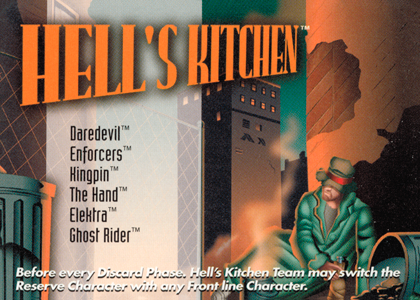 HELL'S KITCHEN™
Daredevil™
Enforcers™
Kingpin™
The Hand™
Elektra™
Ghost Rider™
Before every Discard Phase. Hell's Kitchen Team may switch the
Reserve Character with any Front line Character.